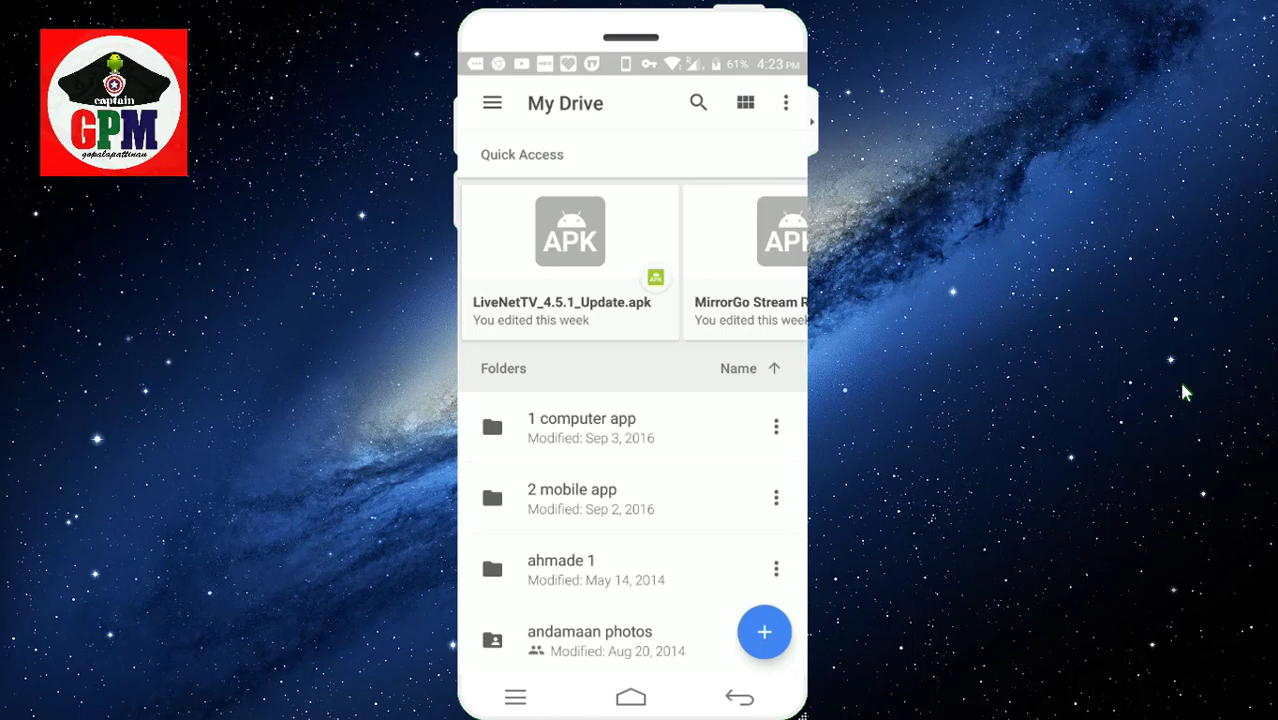 captain
GPM
gopalapattinan
61% 4:23 PM
My Drive
Quick Access
APK
APK
LiveNetTV_4.5.1_Update.apk
You edited this week
MirrorGo Stream R
You edited this week
Folders
Name
1 computer app
Modified: Sep 3, 2016
2 mobile app
Modified: Sep 2, 2016
ahmade 1
Modified: May 14, 2014
andamaan photos
Modified: Aug 20, 2014